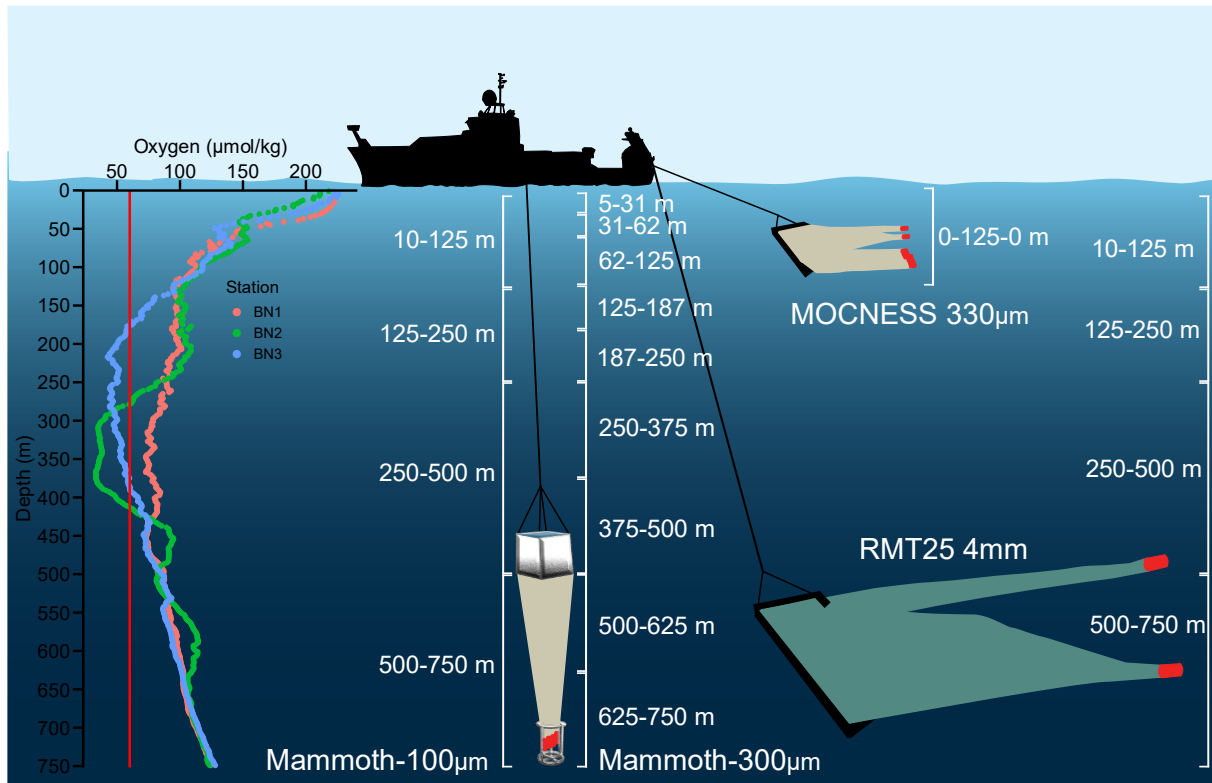 Oxygen (µmol/kg)
50 100 150 200
0
50
100
150
200
250
300
350
400
450
500
550
600
650
700
750
Depth (m)
Station
BN1
BN2
BN3
10-125 m
125-250 m
250-500 m
500-750 m
Mammoth-100µm
5-31 m
31-62 m
62-125 m
125-187 m
187-250 m
250-375 m
375-500 m
500-625 m
625-750 m
Mammoth-300µm
0-125-0 m
MOCNESS 330µm
RMT25 4mm
10-125 m
125-250 m
250-500 m
500-750 m